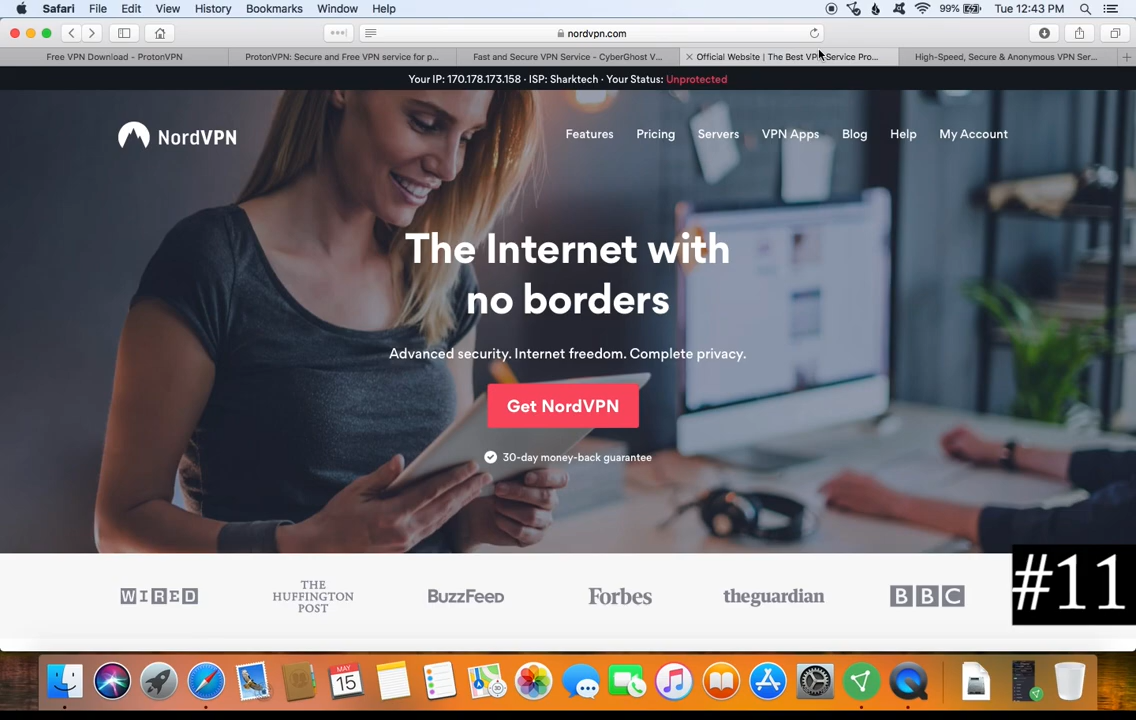 Safari File Edit View History Bookmarks Window Help 99% Tue 12:43 PM
nordvpn.com
Free VPN Download - ProtonVPN
ProtonVPN: Secure and Free VPN service for p...
Fast and Secure VPN Service - CyberGhost V...
Official Website | The Best VPN Service Pro...
High-Speed, Secure & Anonymous VPN Ser...
Your IP: 170.178.173.158 · ISP: Sharktech · Your Status: Unprotected
NordVPN
Features Pricing Servers VPN Apps Blog Help My Account
The Internet with
no borders
Advanced security. Internet freedom. Complete privacy.
Get NordVPN
30-day money-back guarantee
WIRED
THE
HUFFINGTON
POST
BuzzFeed
Forbes
theguardian
BBC
#11
MAY
15